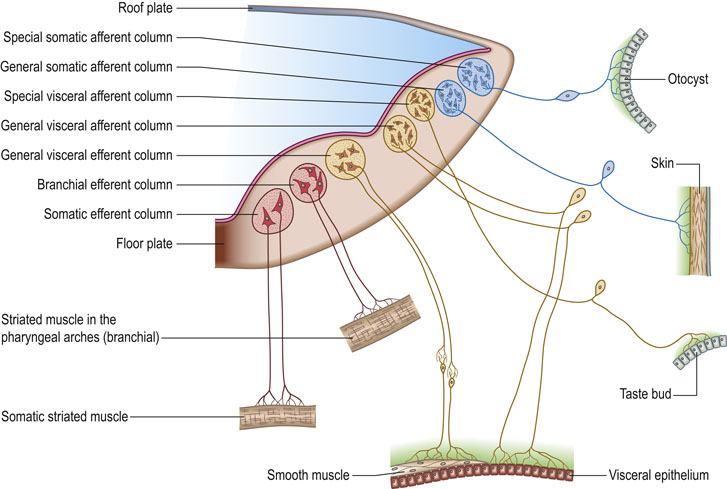 Roof plate
Special somatic afferent column
General somatic afferent column
Special visceral afferent column
General visceral afferent column
General visceral efferent column
Branchial efferent column
Somatic efferent column
Floor plate
Otocyst
Skin
Striated muscle in the
pharyngeal arches (branchial)
Taste bud
Somatic striated muscle
Smooth muscle
Visceral epithelium